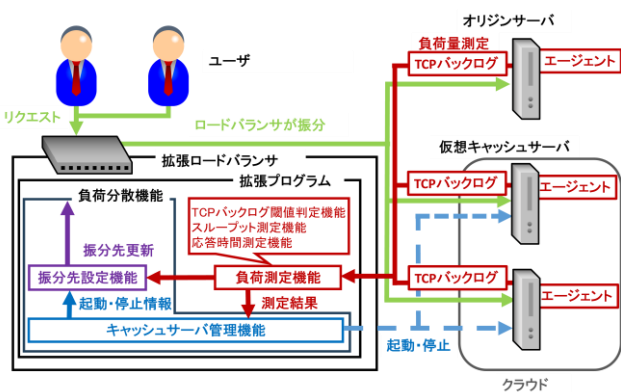 オリジンサーバ
負荷量測定
TCPバックログ
エージェント
ユーザ
リクエスト
ロードバランサが振分
仮想キャッシュサーバ
拡張ロードバランサ
拡張プログラム
TCPバックログ
エージェント
負荷分散機能
TCPバックログ閾値判定機能
スループット測定機能
応答時間測定機能
振分先更新
振分先設定機能
負荷測定機能
TCPバックログ
エージェント
起動・停止情報
測定結果
キャッシュサーバ管理機能
起動・停止
クラウド